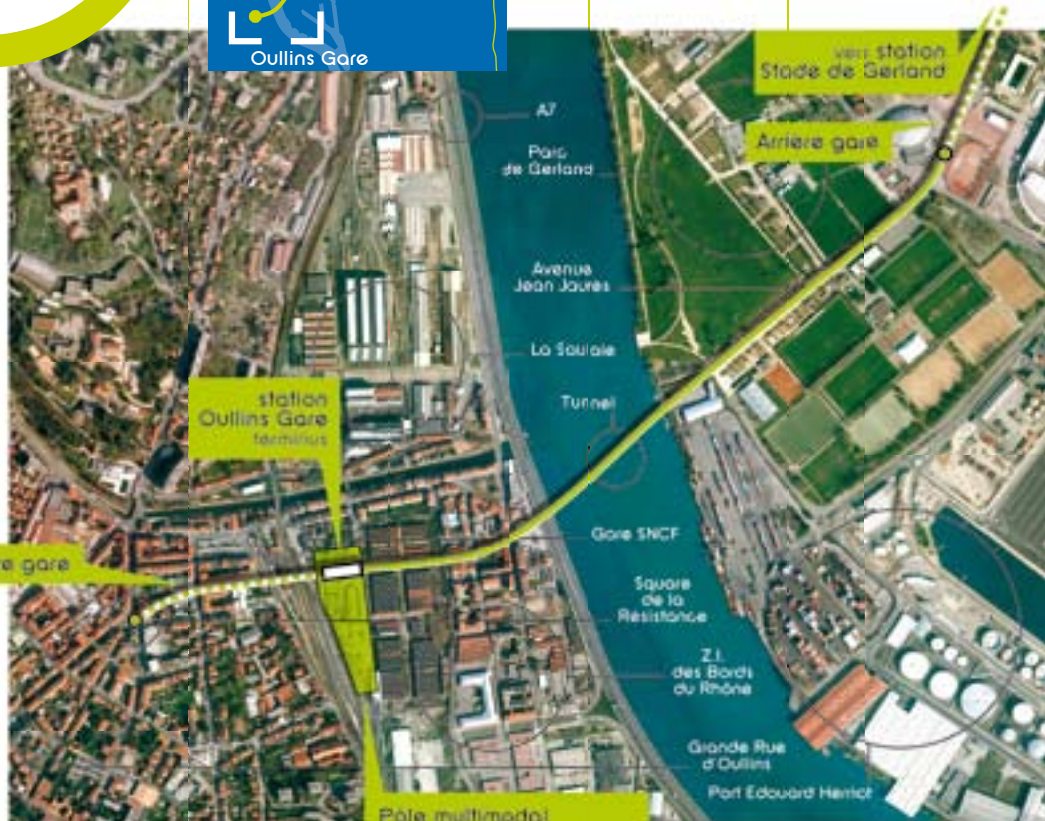 Oullins Gare
vers station
Stade de Gerland
A7
Arrière gare
Parc
de Gerland
Avenue
Jean Jaures
La Saulaie
station
Oullins Gare
terminus
Tunnel
Gare SNCF
gare
Square
de la
Résistance
Z.I.
des Bords
du Rhône
Grande Rue
d'Oullins
Port Edouard Herriot
Pôle multimodal